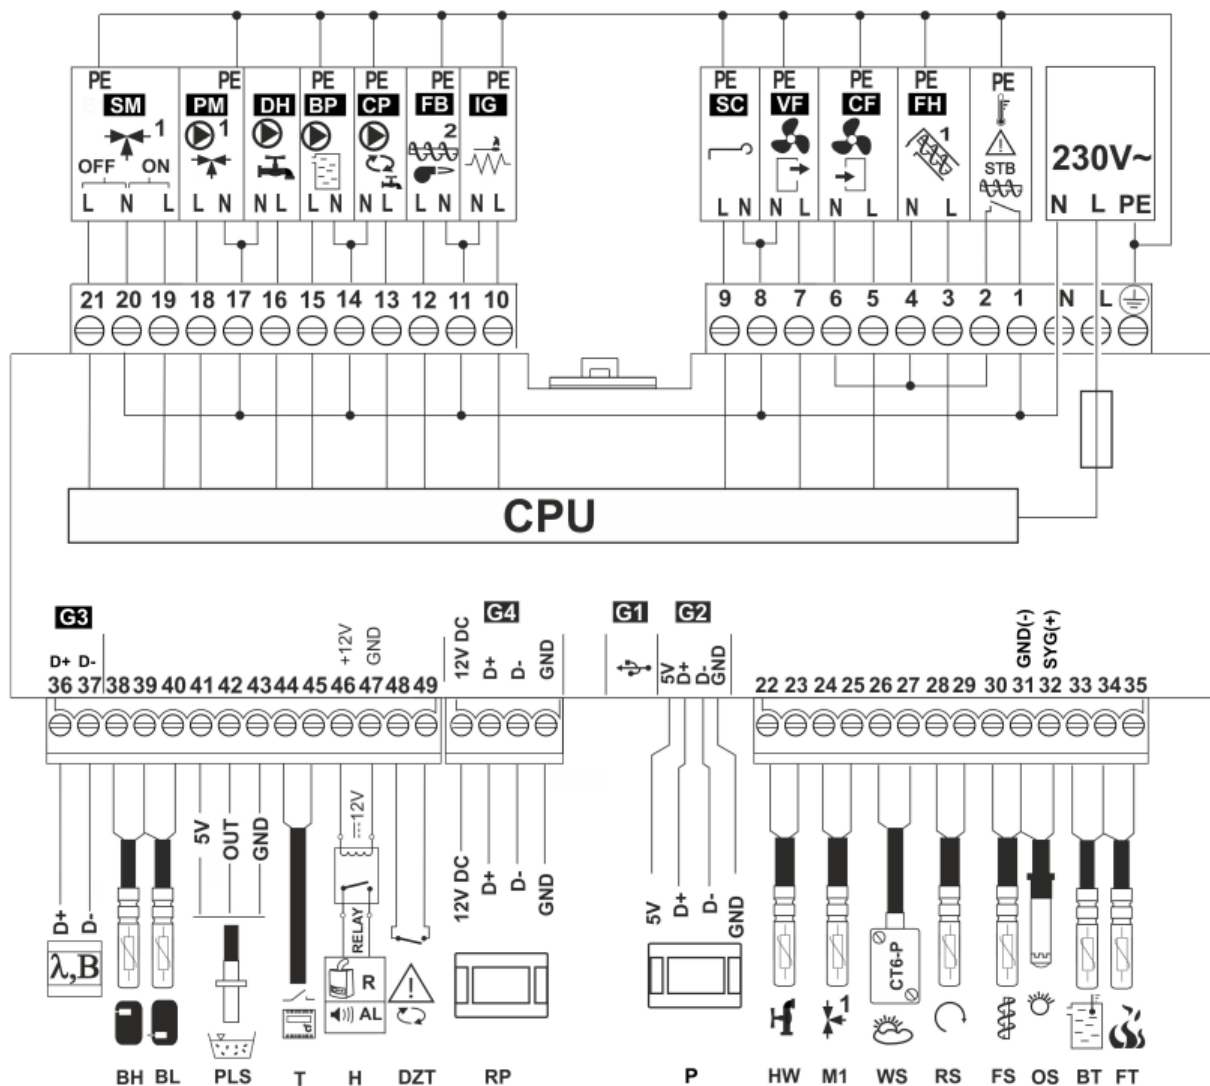 PE PE PE PE PE PE PE PE PE PE PE
SM PM DH BP CP FB IG SC VF CF FH
1 1 2 1
OFF ON STB 230V~
L N L L N N L L N L L N N L L N N L N L N L N L PE
21 20 19 18 17 16 15 14 13 12 11 10 9 8 7 6 5 4 3 2 1 N L
CPU
G3 G4 G1 G2
D+ D- +12V GND 12V DC D+ D- GND 5V D+ D- GND GND(-) SYG(+)
36 37 38 39 40 41 42 43 44 45 46 47 48 49 22 23 24 25 26 27 28 29 30 31 32 33 34 35
12V
5V OUT GND
D+ D- RELAY 12V DC D+ D- GND 5V D+ D- GND
λ,B R CT6-P
AL 1
BH BL PLS T H DZT RP P HW M1 WS RS FS OS BT FT